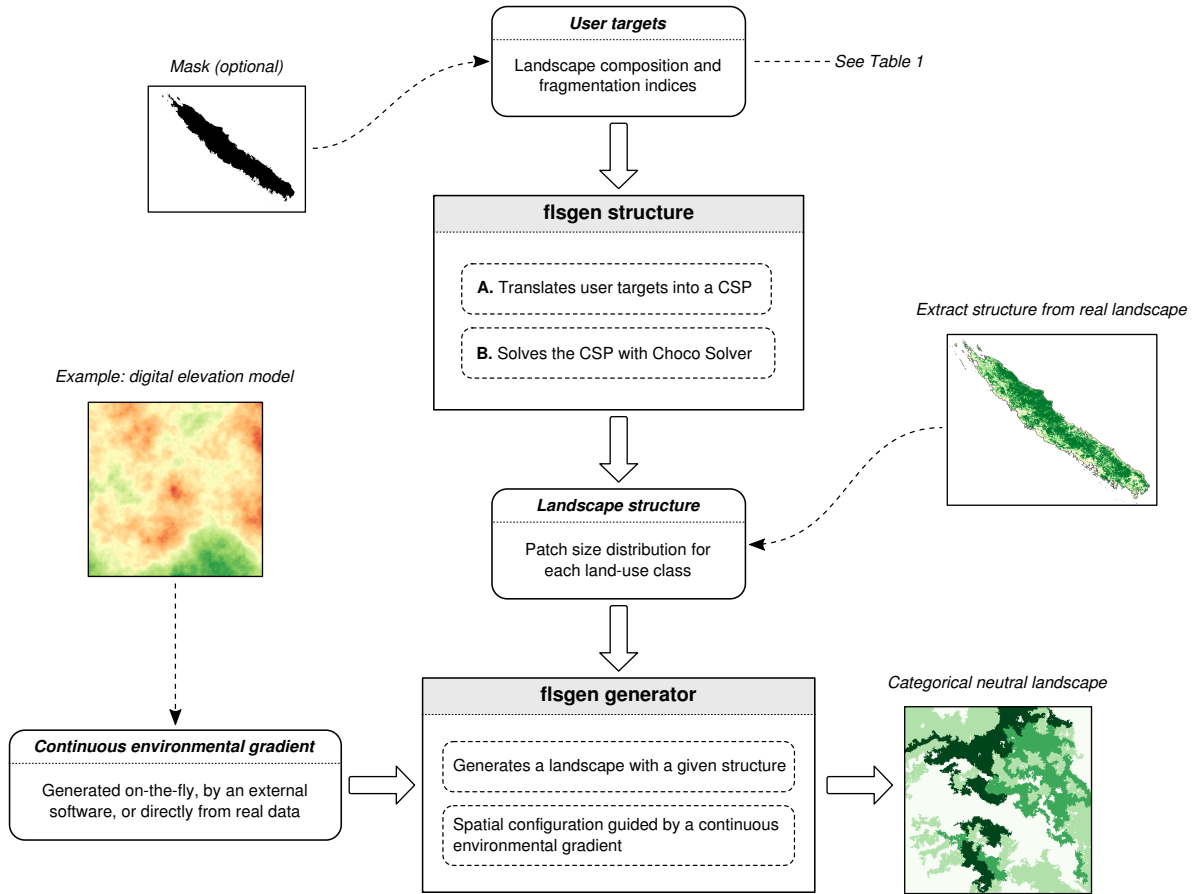 User targets
Landscape composition and
fragmentation indices
See Table 1
Mask (optional)
flsgen structure
A. Translates user targets into a CSP
B. Solves the CSP with Choco Solver
Extract structure from real landscape
Example: digital elevation model
Landscape structure
Patch size distribution for
each land-use class
flsgen generator
Generates a landscape with a given structure
Spatial configuration guided by a continuous
environmental gradient
Categorical neutral landscape
Continuous environmental gradient
Generated on-the-fly, by an external
software, or directly from real data